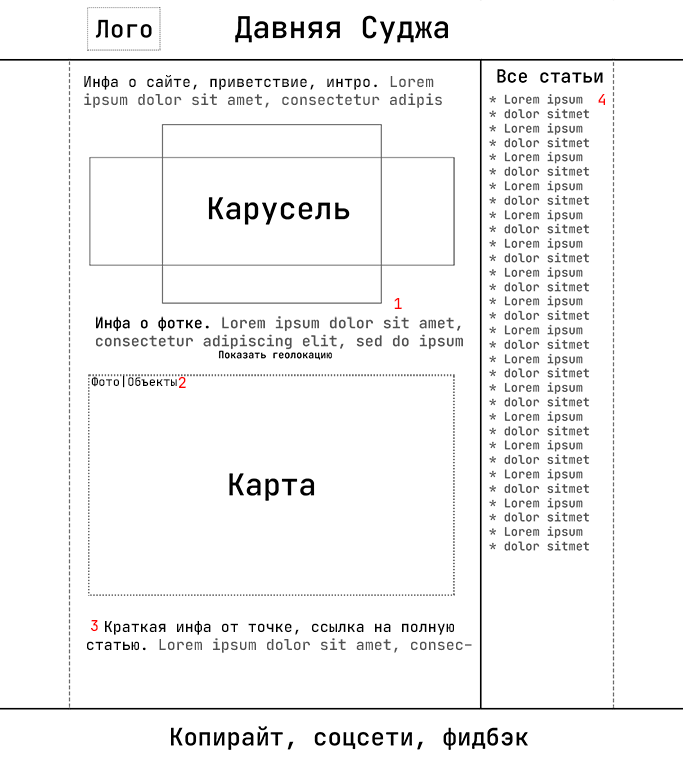 Лого
Давняя Суджа
Инфа о сайте, приветствие, интро. Lorem
ipsum dolor sit amet, consectetur adipis
Карусель
1
Инфа о фотке. Lorem ipsum dolor sit amet,
consectetur adipiscing elit, sed do ipsum
Показать геолокацию
Фото|Объекты2
Карта
3 Краткая инфа от точке, ссылка на полную
статью. Lorem ipsum dolor sit amet, consec-
Все статьи
* Lorem ipsum 4
* dolor sitmet
* Lorem ipsum
* dolor sitmet
* Lorem ipsum
* dolor sitmet
* Lorem ipsum
* dolor sitmet
* Lorem ipsum
* dolor sitmet
* Lorem ipsum
* dolor sitmet
* Lorem ipsum
* dolor sitmet
* Lorem ipsum
* dolor sitmet
* Lorem ipsum
* dolor sitmet
* Lorem ipsum
* dolor sitmet
* Lorem ipsum
* dolor sitmet
* Lorem ipsum
* dolor sitmet
* Lorem ipsum
* dolor sitmet
* Lorem ipsum
* dolor sitmet
* Lorem ipsum
* dolor sitmet
* Lorem ipsum
* dolor sitmet
Копирайт, соцсети, фидбэк